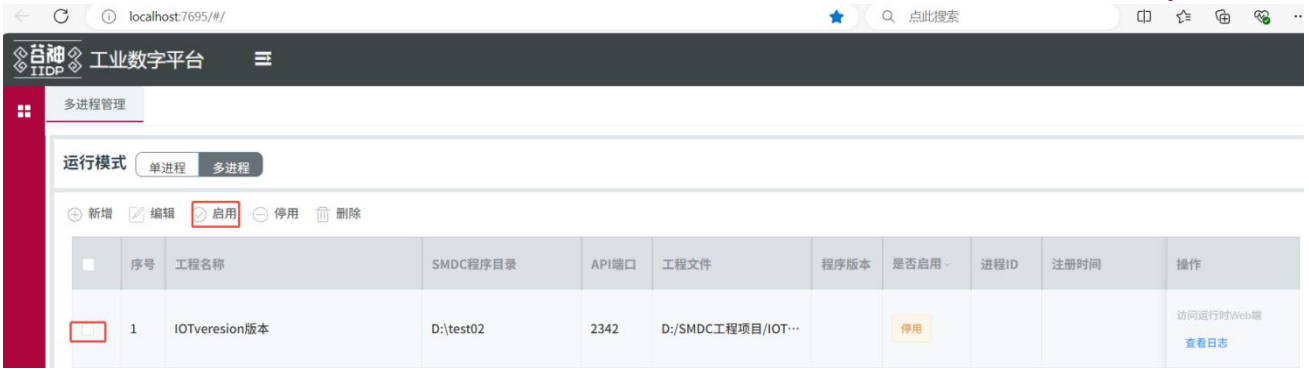 localhost:7695/#/
点此搜索
谷神
IIDP
工业数字平台
多进程管理
运行模式 单进程 多进程
新增 编辑 启用 停用 删除
序号 工程名称 SMDC程序目录 API端口 工程文件 程序版本 是否启用 进程ID 注册时间 操作
1 IOTveresion版本 D:\test02 2342 D:/SMDC工程项目/IOT… 停用 访问运行时Web端
查看日志